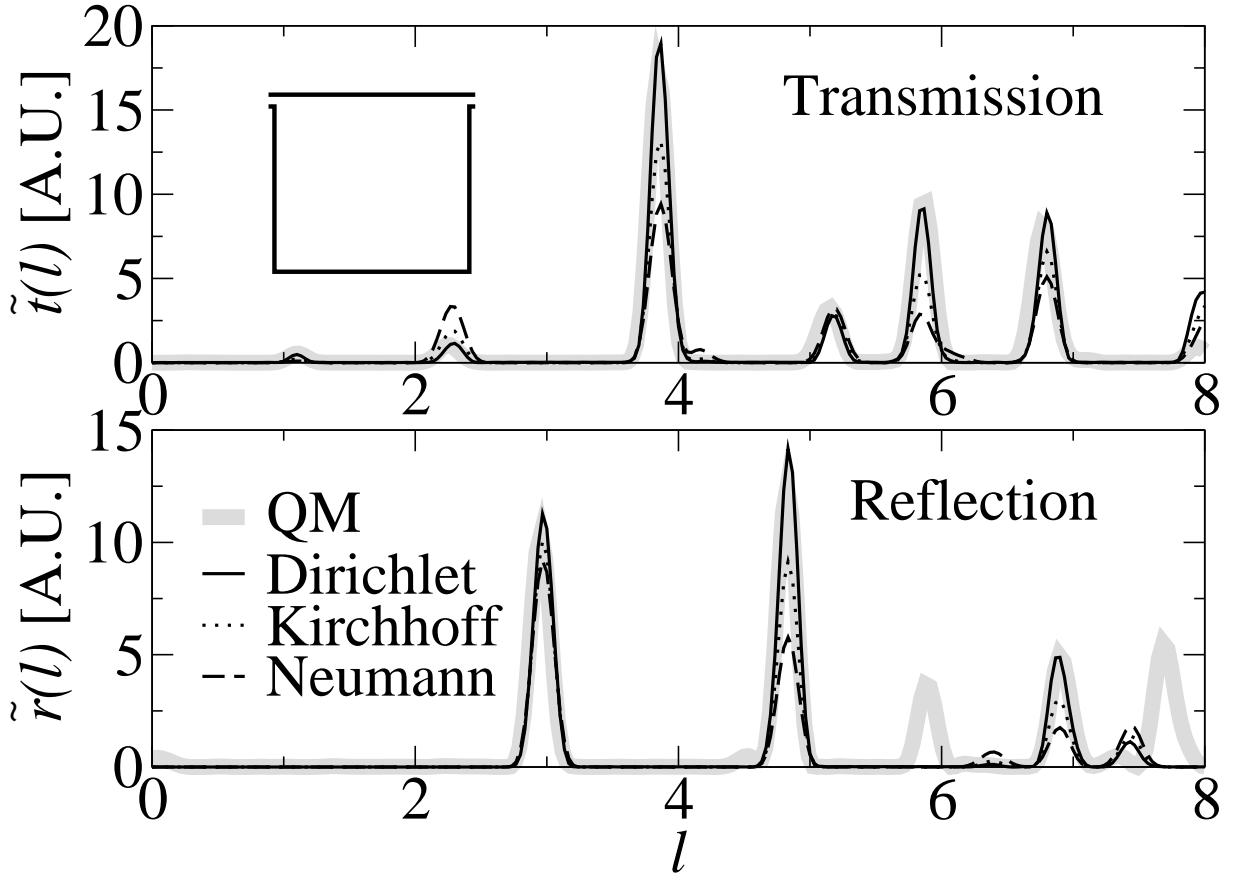 20
15
10
5
0
t̃(l) [A.U.]
Transmission
0 2 4 6 8
15
10
5
0
r̃(l) [A.U.]
Reflection
QM
Dirichlet
Kirchhoff
Neumann
0 2 4 6 8
l